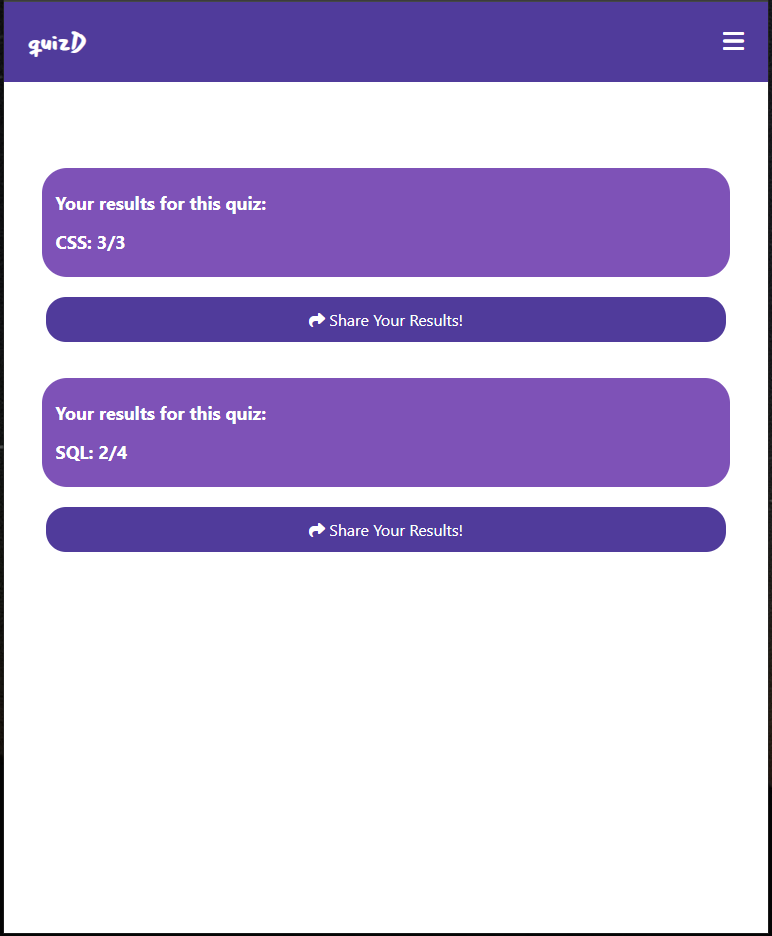 quizD
Your results for this quiz:
CSS: 3/3
Share Your Results!
Your results for this quiz:
SQL: 2/4
Share Your Results!